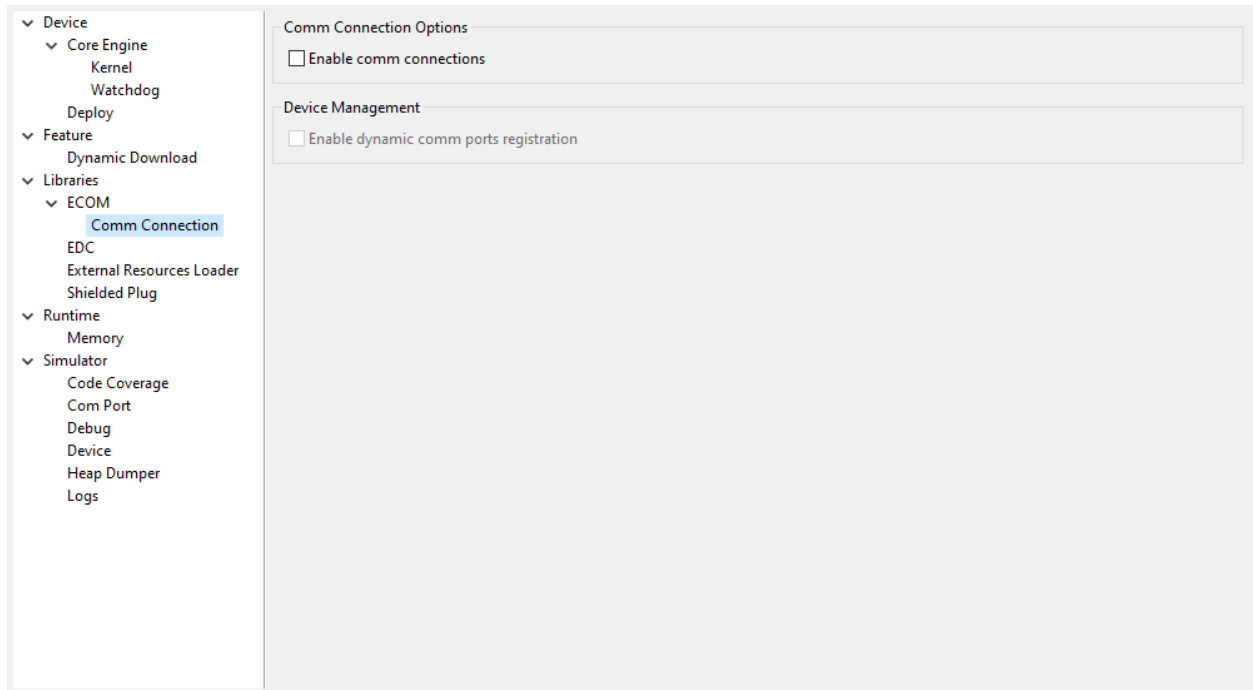 Device
Core Engine
Kernel
Watchdog
Deploy
Feature
Dynamic Download
Libraries
ECOM
Comm Connection
EDC
External Resources Loader
Shielded Plug
Runtime
Memory
Simulator
Code Coverage
Com Port
Debug
Device
Heap Dumper
Logs
Comm Connection Options
Enable comm connections
Device Management
Enable dynamic comm ports registration